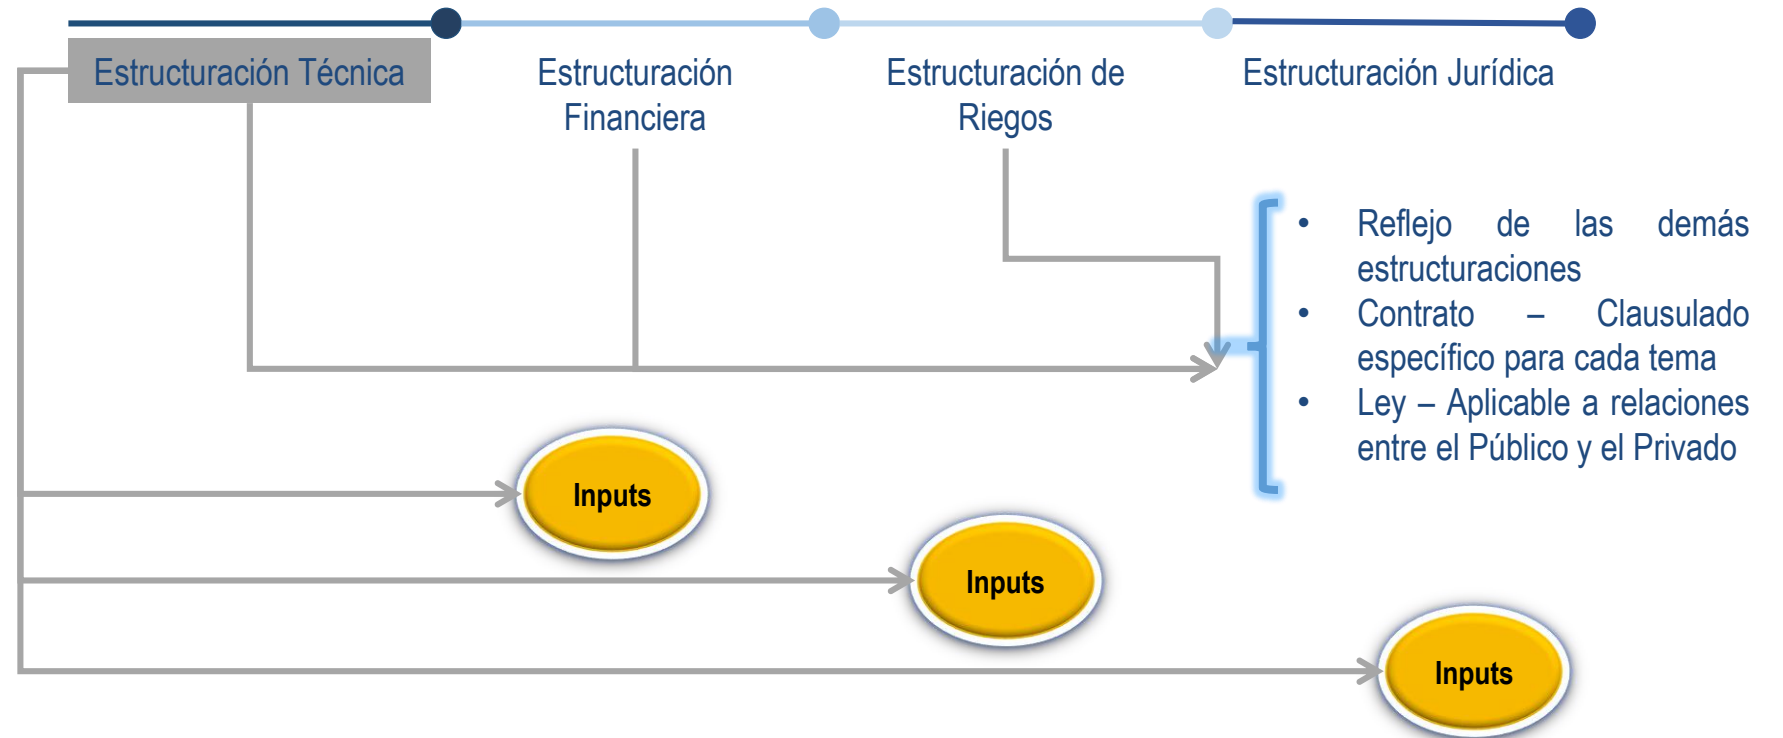 Estructuración Técnica
Estructuración
Financiera
Estructuración de
Riegos
Estructuración Jurídica
• Reflejo de las demás
estructuraciones
• Contrato – Clausulado
específico para cada tema
• Ley – Aplicable a relaciones
entre el Público y el Privado
Inputs
Inputs
Inputs